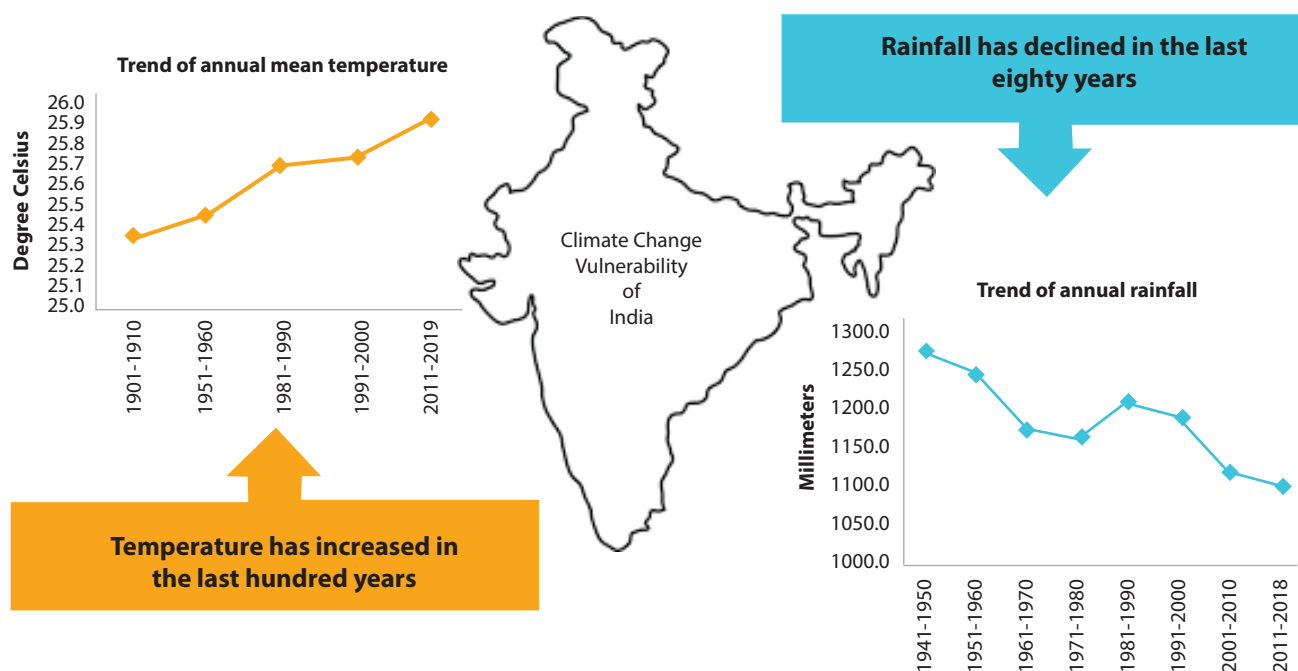 Trend of annual mean temperature
Degree Celsius
26.0
25.9
25.8
25.7
25.6
25.5
25.4
25.3
25.2
25.1
25.0
1901-1910
1951-1960
1981-1990
1991-2000
2011-2019
Temperature has increased in
the last hundred years
Climate Change
Vulnerability
of
India
Rainfall has declined in the last
eighty years
Trend of annual rainfall
Millimeters
1300.0
1250.0
1200.0
1150.0
1100.0
1050.0
1000.0
1941-1950
1951-1960
1961-1970
1971-1980
1981-1990
1991-2000
2001-2010
2011-2018